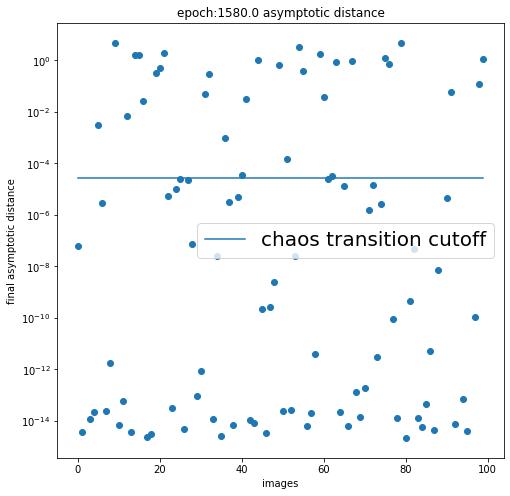 epoch:1580.0 asymptotic distance
final asymptotic distance
10⁰
10⁻²
10⁻⁴
10⁻⁶
10⁻⁸
10⁻¹⁰
10⁻¹²
10⁻¹⁴
chaos transition cutoff
0 20 40 60 80 100
images